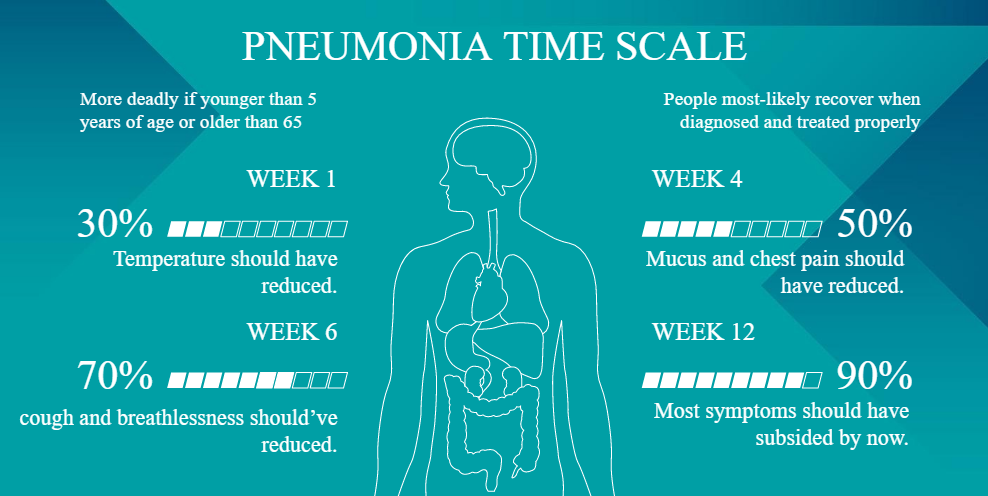 PNEUMONIA TIME SCALE
More deadly if younger than 5
years of age or older than 65
People most-likely recover when
diagnosed and treated properly
WEEK 1
30%
Temperature should have
reduced.
WEEK 4
50%
Mucus and chest pain should
have reduced.
WEEK 6
70%
cough and breathlessness should’ve
reduced.
WEEK 12
90%
Most symptoms should have
subsided by now.